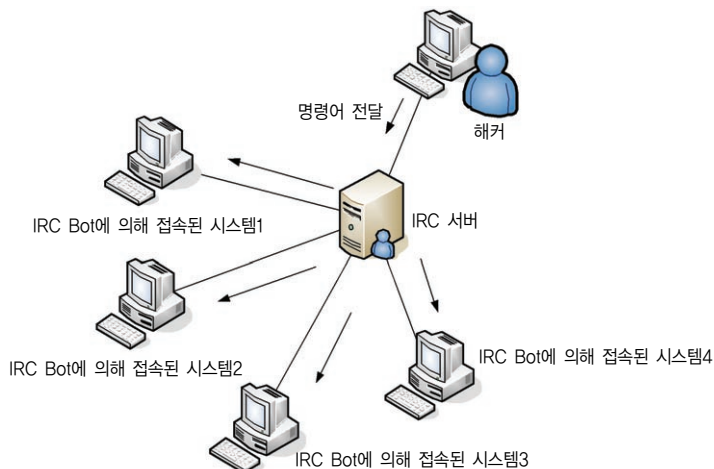 명령어 전달
해커
IRC 서버
IRC Bot에 의해 접속된 시스템1
IRC Bot에 의해 접속된 시스템2
IRC Bot에 의해 접속된 시스템4
IRC Bot에 의해 접속된 시스템3